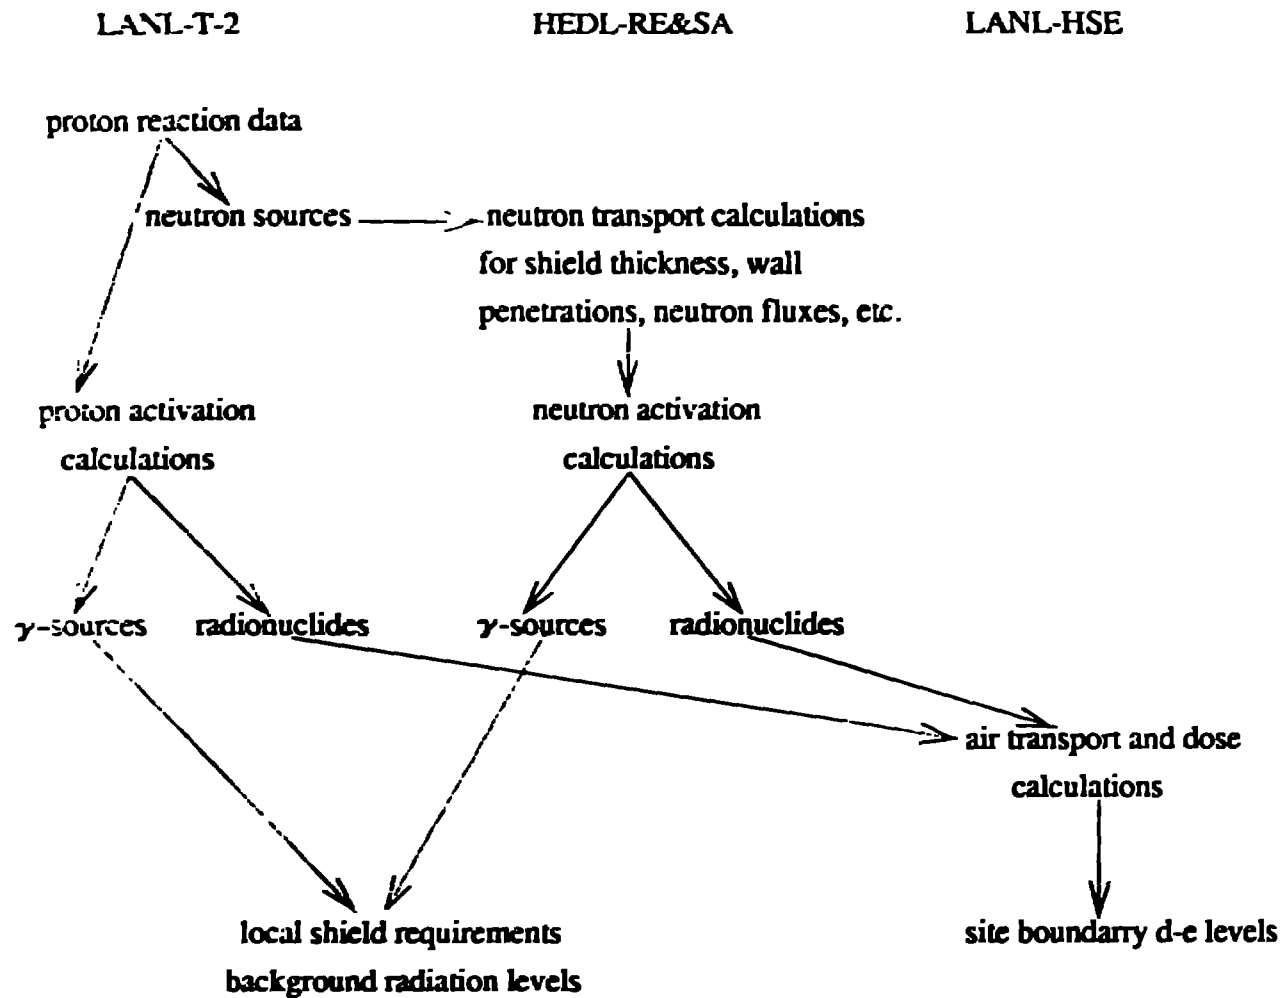 LANL-T-2 HEDL-RE&SA LANL-HSE
proton reaction data
neutron sources neutron transport calculations
for shield thickness, wall
penetrations, neutron fluxes, etc.
proton activation neutron activation
calculations calculations
γ-sources radionuclides γ-sources radionuclides
air transport and dose
calculations
local shield requirements site boundarry d-e levels
background radiation levels